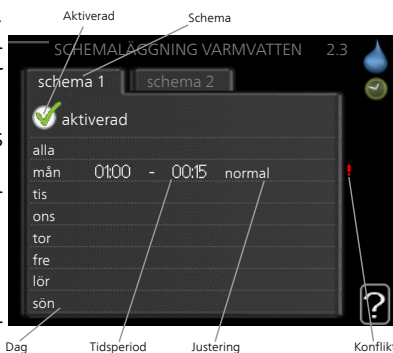 Aktiverad Schema
SCHEMALÄGGNING VARMVATTEN 2.3
schema 1 schema 2
aktiverad
alla
mån 01:00 - 00:15 normal !
tis
ons
tor
fre
lör
sön ?
Dag Tidsperiod Justering Konflikt